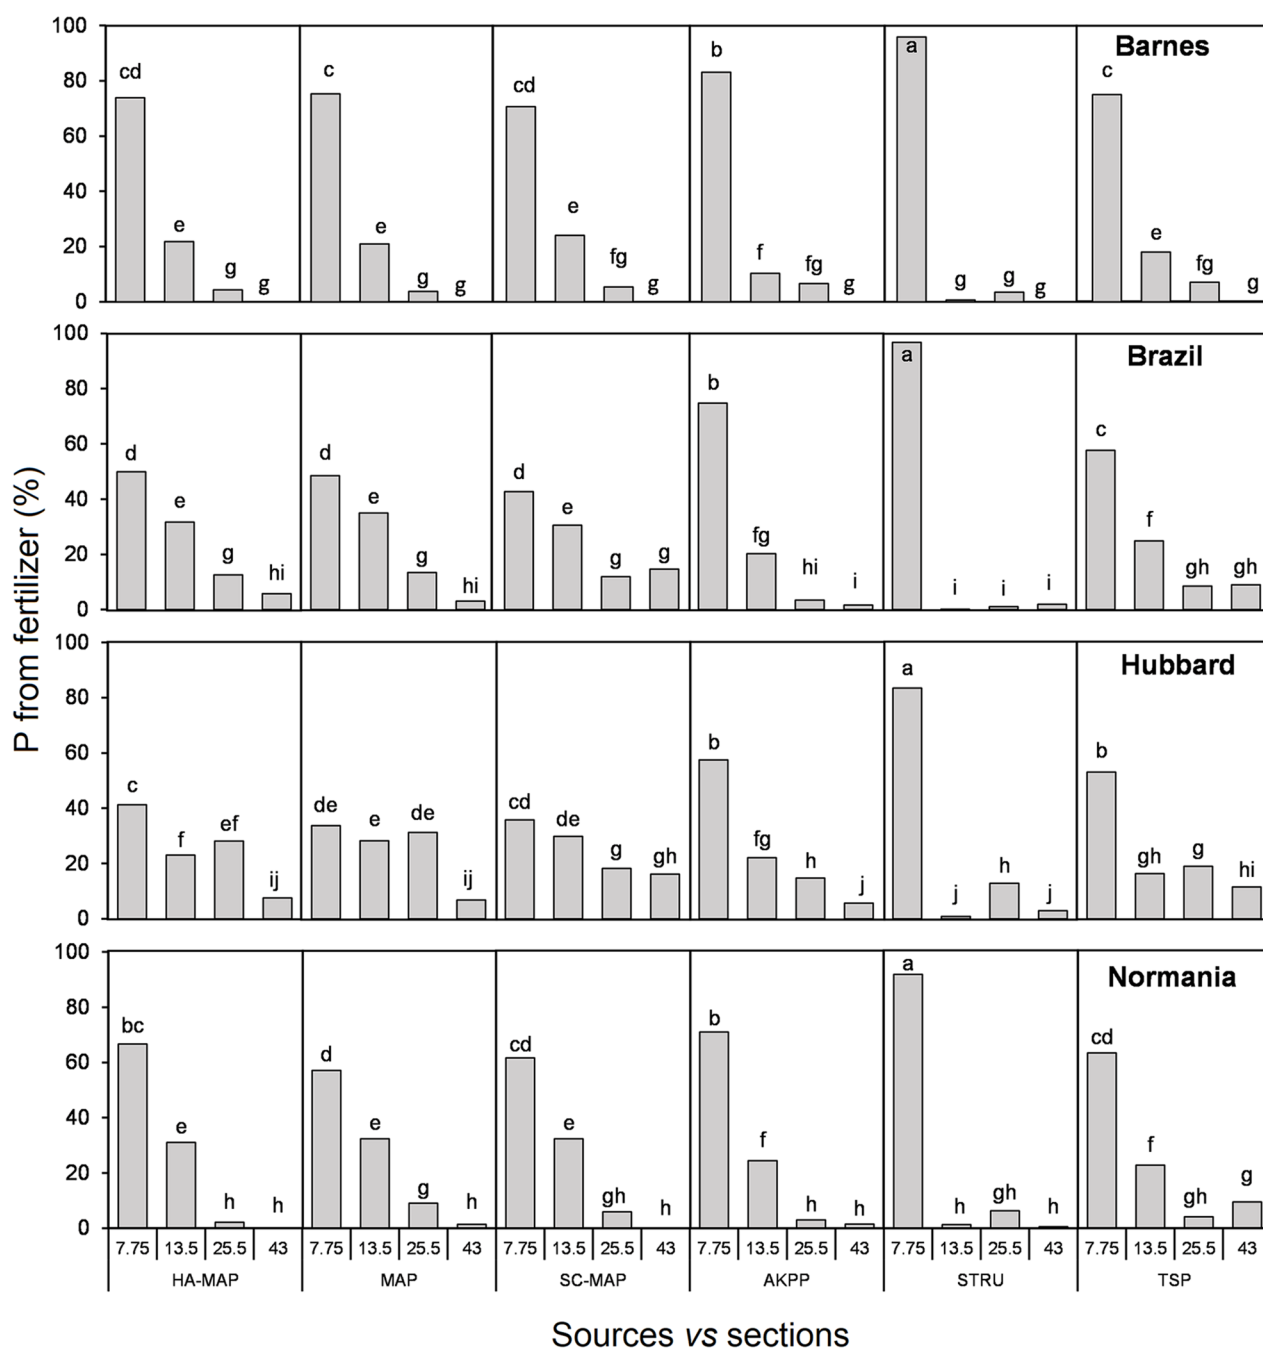 100 80 60 40 20 0
Barnes
cd e g g c e g g cd e fg g b f fg g a g g g c e fg g
100 80 60 40 20 0
Brazil
d e g hi d e g hi d e g g b fg hi i a i i i c f gh gh
100 80 60 40 20 0
Hubbard
c f ef ij de e de ij cd de g gh b fg h j a j h j b gh g hi
100 80 60 40 20 0
Normania
bc e h h d e g h cd e gh h b f h h a h gh h cd f gh g
P from fertilizer (%)
7.75 13.5 25.5 43 7.75 13.5 25.5 43 7.75 13.5 25.5 43 7.75 13.5 25.5 43 7.75 13.5 25.5 43 7.75 13.5 25.5 43
HA-MAP MAP SC-MAP AKPP STRU TSP
Sources vs sections